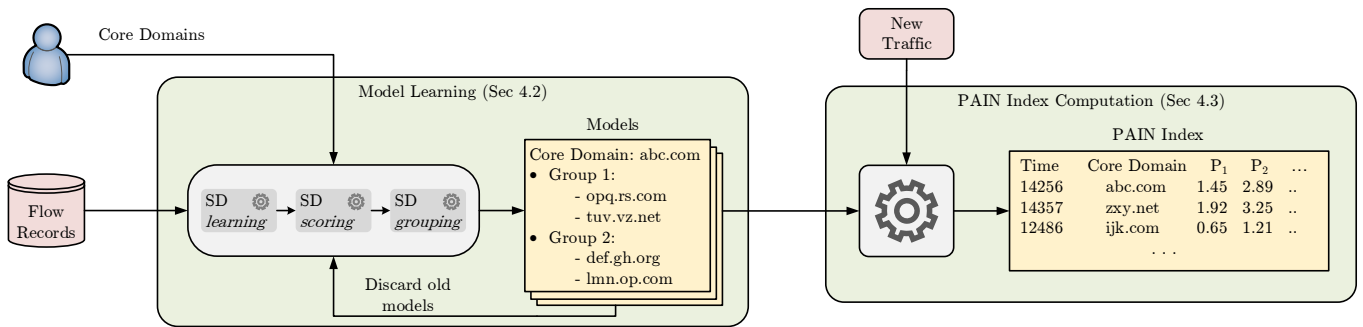 Core Domains
Flow
Records
Model Learning (Sec 4.2)
SD
learning
SD
scoring
SD
grouping
Discard old
models
Models
Core Domain: abc.com
• Group 1:
- opq.rs.com
- tuv.vz.net
• Group 2:
- def.gh.org
- lmn.op.com
New
Traffic
PAIN Index Computation (Sec 4.3)
PAIN Index
Time Core Domain P₁ P₂ ...
14256 abc.com 1.45 2.89 ..
14357 zxy.net 1.92 3.25 ..
12486 ijk.com 0.65 1.21 ..
. . .